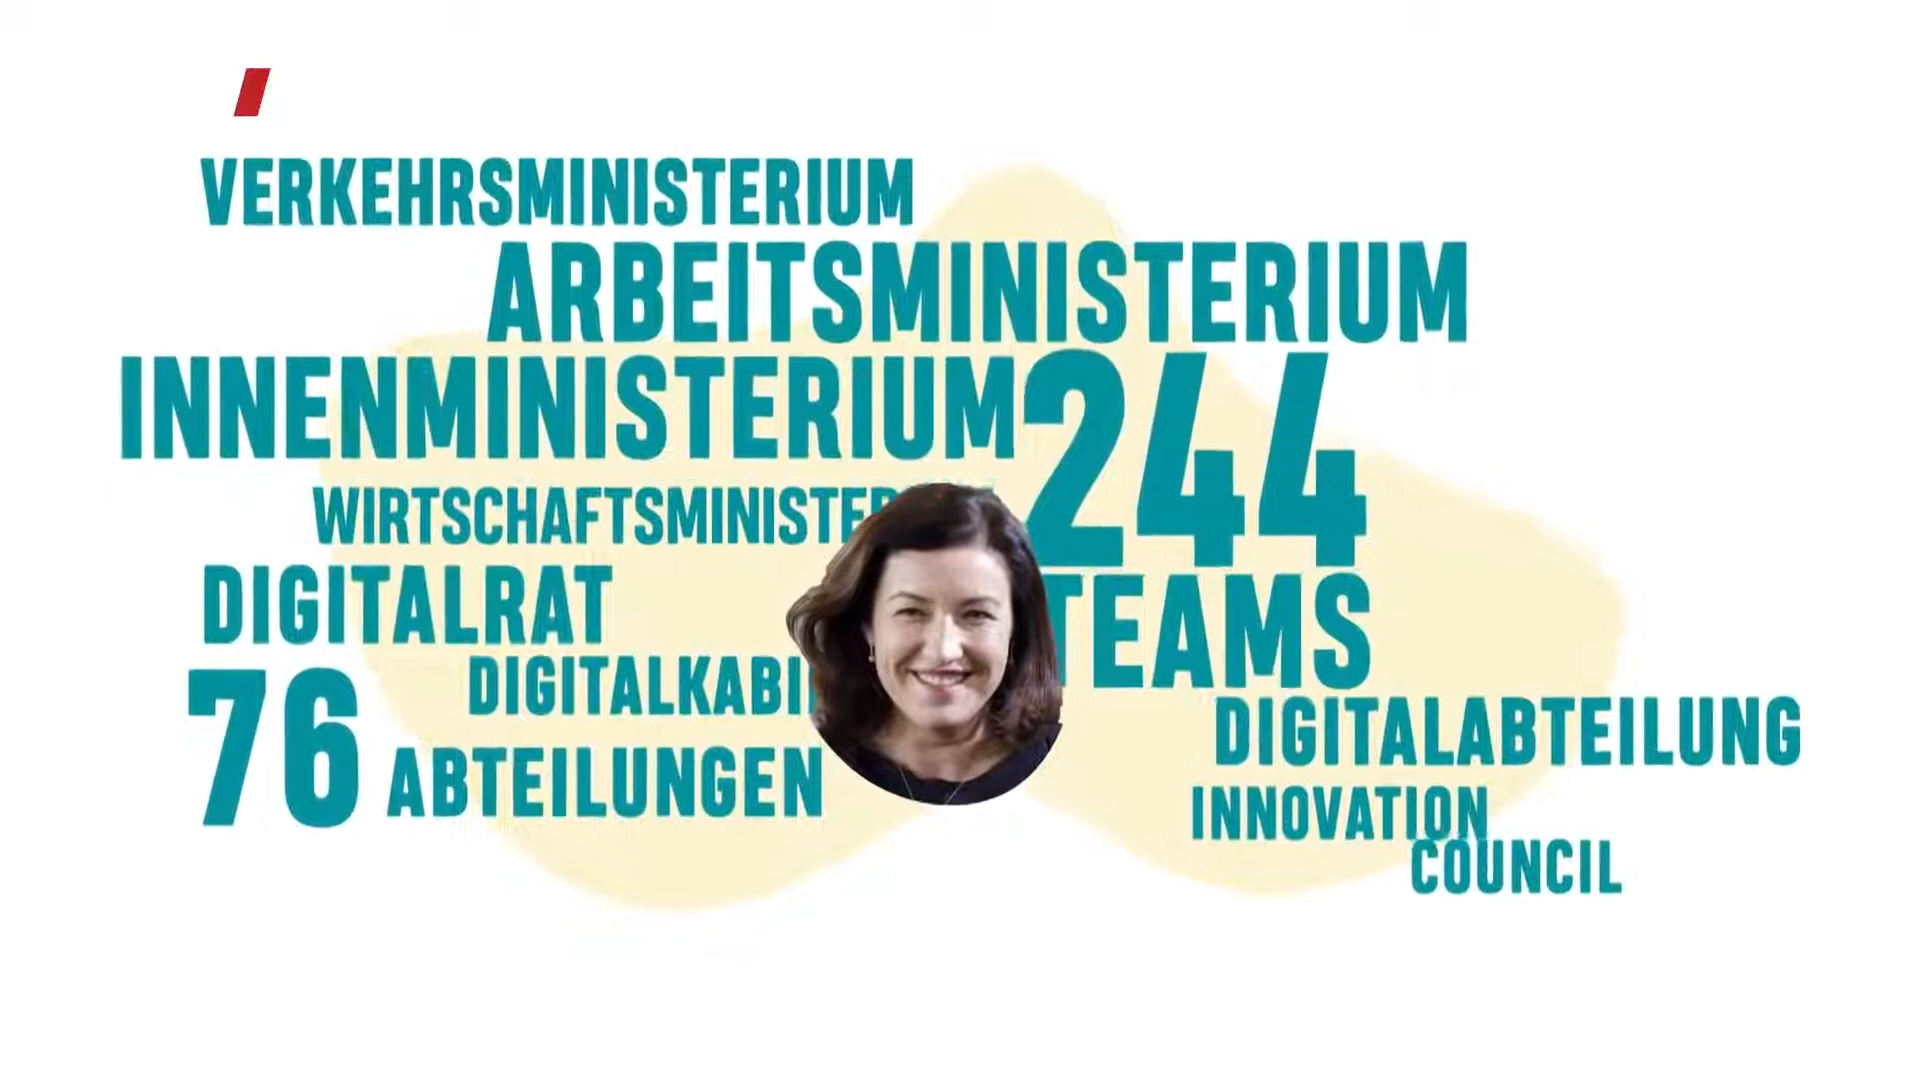 VERKEHRSMINISTERIUM
ARBEITSMINISTERIUM
INNENMINISTERIUM
244
TEAMS
DIGITALRAT
76
ABTEILUNGEN
DIGITALABTEILUNG
INNOVATION
COUNCIL